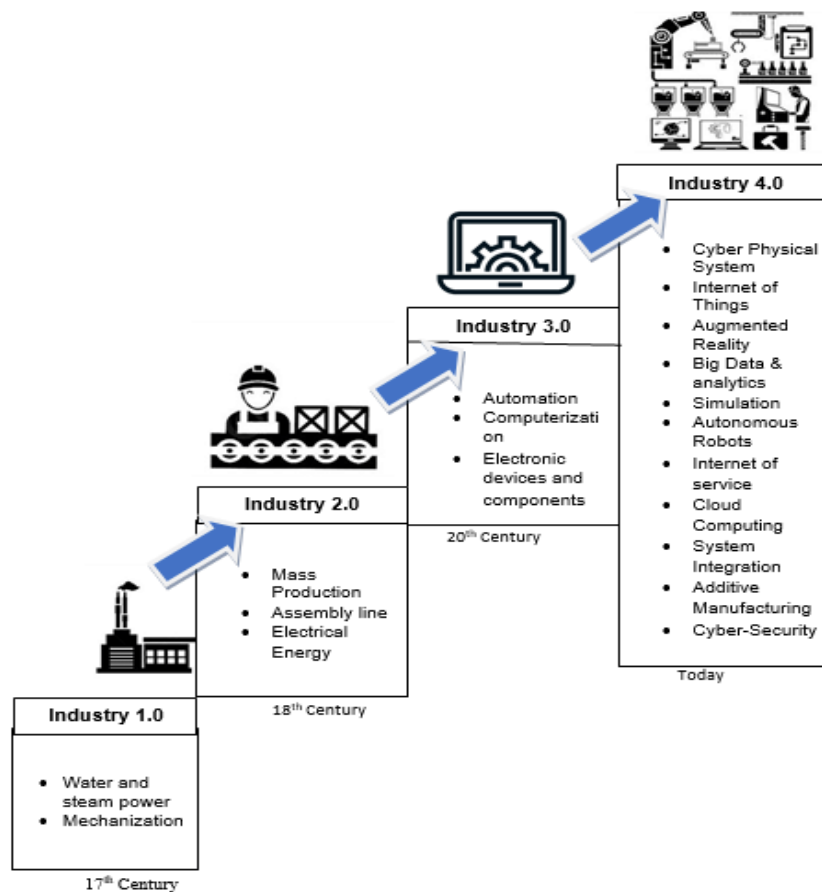 Industry 4.0
• Cyber Physical
System
• Internet of
Things
• Augmented
Reality
• Big Data &
analytics
• Simulation
• Autonomous
Robots
• Internet of
service
• Cloud
Computing
• System
Integration
• Additive
Manufacturing
• Cyber-Security
Today
Industry 3.0
• Automation
• Computerizati
on
• Electronic
devices and
components
20th Century
Industry 2.0
• Mass
Production
• Assembly line
• Electrical
Energy
18th Century
Industry 1.0
• Water and
steam power
• Mechanization
17th Century